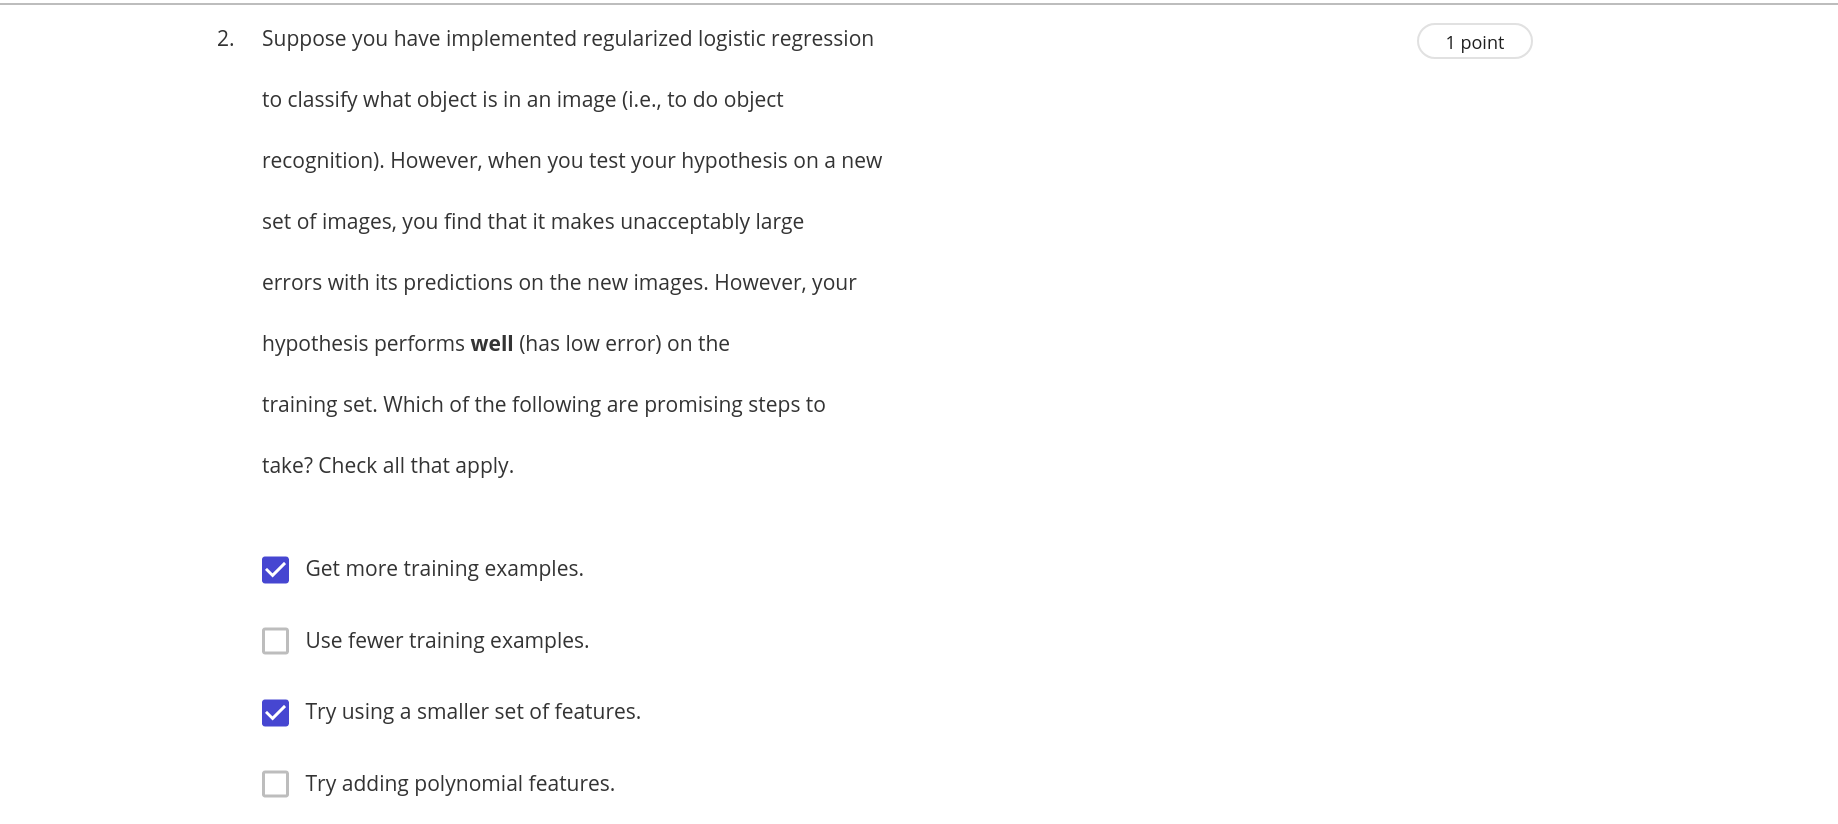 2. Suppose you have implemented regularized logistic regression
1 point
to classify what object is in an image (i.e., to do object
recognition). However, when you test your hypothesis on a new
set of images, you find that it makes unacceptably large
errors with its predictions on the new images. However, your
hypothesis performs well (has low error) on the
training set. Which of the following are promising steps to
take? Check all that apply.
Get more training examples.
Use fewer training examples.
Try using a smaller set of features.
Try adding polynomial features.